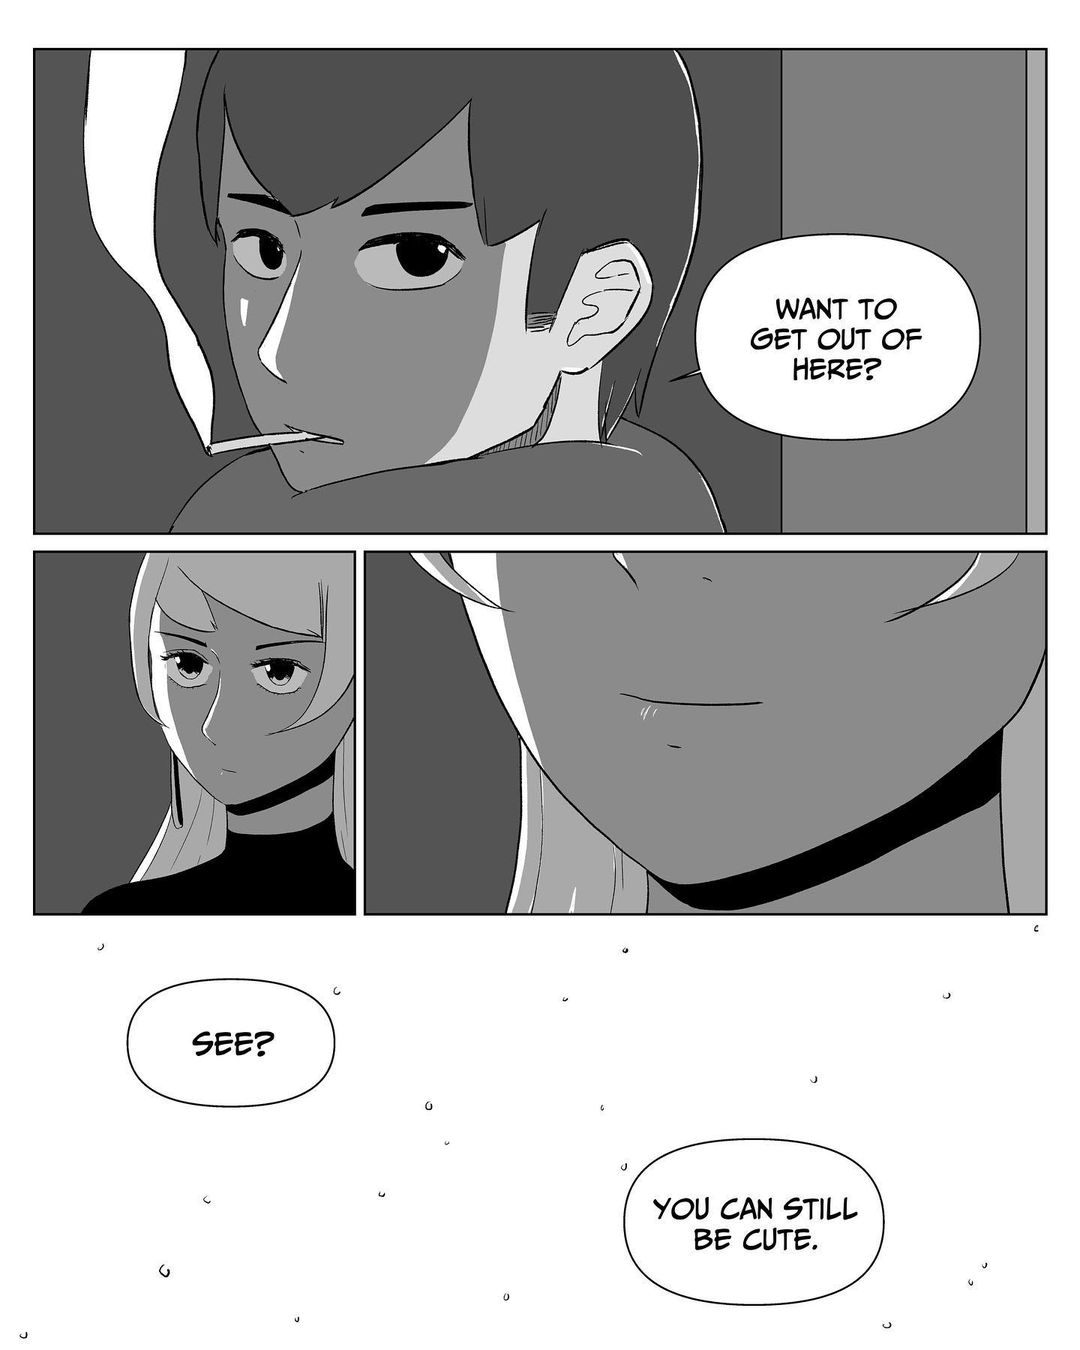 WANT TO
GET OUT OF
HERE?
SEE?
YOU CAN STILL
BE CUTE.